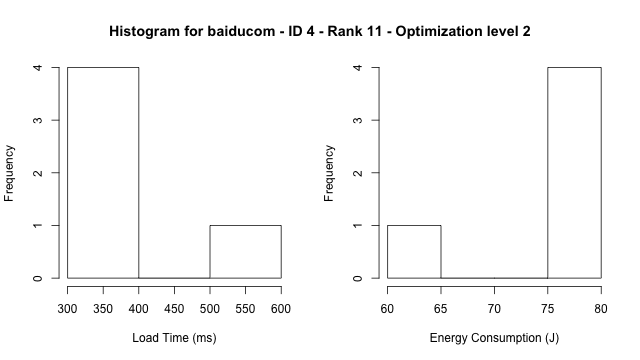 Histogram for baiducom - ID 4 - Rank 11 - Optimization level 2
Frequency
4
3
2
1
0
300 350 400 450 500 550 600
Load Time (ms)
Frequency
4
3
2
1
0
60 65 70 75 80
Energy Consumption (J)